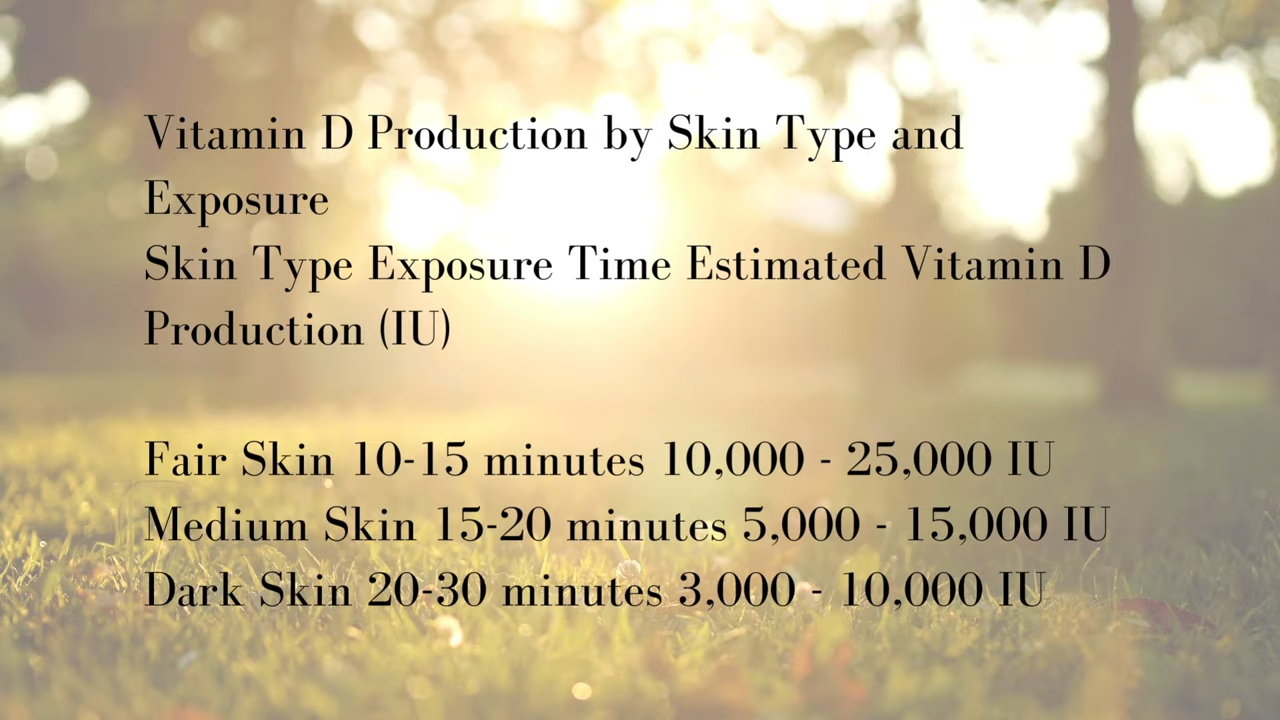 Vitamin D Production by Skin Type and
Exposure
Skin Type Exposure Time Estimated Vitamin D
Production (IU)
Fair Skin 10-15 minutes 10,000 - 25,000 IU
Medium Skin 15-20 minutes 5,000 - 15,000 IU
Dark Skin 20-30 minutes 3,000 - 10,000 IU